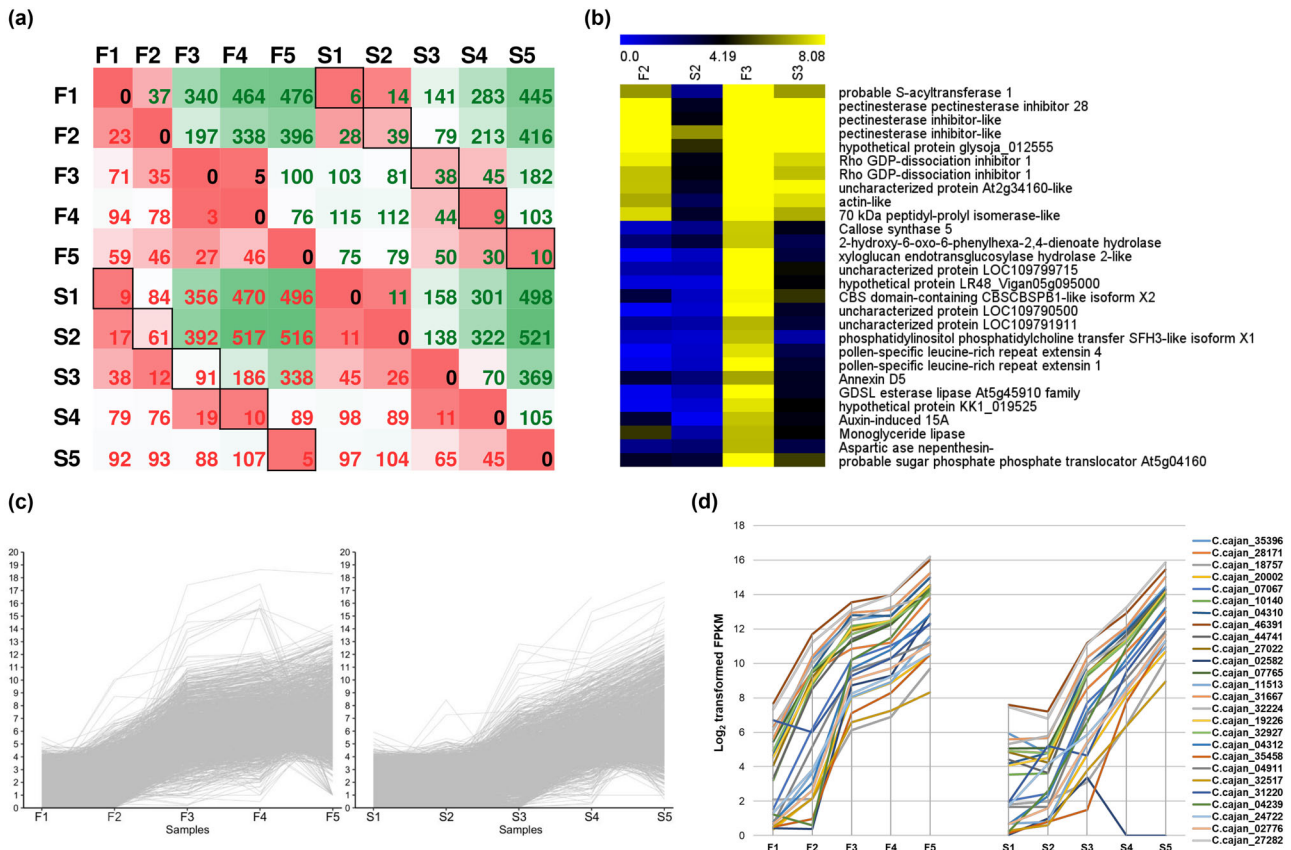 (a)
F1 F2 F3 F4 F5 S1 S2 S3 S4 S5
F1 0 37 340 464 476 6 14 141 283 445
F2 23 0 197 338 396 28 39 79 213 416
F3 71 35 0 5 100 103 81 38 45 182
F4 94 78 3 0 76 115 112 44 9 103
F5 59 46 27 46 0 75 79 50 30 10
S1 9 84 356 470 496 0 11 158 301 498
S2 17 61 392 517 516 11 0 138 322 521
S3 38 12 91 186 338 45 26 0 70 369
S4 79 76 19 10 89 98 89 11 0 105
S5 92 93 88 107 5 97 104 65 45 0
(b)
0.0 4.19 8.08
F2 S2 F3 S3
probable S-acyltransferase 1
pectinesterase pectinesterase inhibitor 28
pectinesterase inhibitor-like
pectinesterase inhibitor-like
hypothetical protein glysoja_012555
Rho GDP-dissociation inhibitor 1
Rho GDP-dissociation inhibitor 1
uncharacterized protein At2g34160-like
actin-like
70 kDa peptidyl-prolyl isomerase-like
Callose synthase 5
2-hydroxy-6-oxo-6-phenylhexa-2,4-dienoate hydrolase
xyloglucan endotransglucosylase hydrolase 2-like
uncharacterized protein LOC109799715
hypothetical protein LR48_Vigan05g095000
CBS domain-containing CBSCBSPB1-like isoform X2
uncharacterized protein LOC109790500
uncharacterized protein LOC109791911
phosphatidylinositol phosphatidylcholine transfer SFH3-like isoform X1
pollen-specific leucine-rich repeat extensin 4
pollen-specific leucine-rich repeat extensin 1
Annexin D5
GDSL esterase lipase At5g45910 family
hypothetical protein KK1_019525
Auxin-induced 15A
Monoglyceride lipase
Aspartic ase nepenthesin-
probable sugar phosphate phosphate translocator At5g04160
(c)
20
19
18
17
16
15
14
13
12
11
10
9
8
7
6
5
4
3
2
1
0
F1 F2 F3 F4 F5
Samples
20
19
18
17
16
15
14
13
12
11
10
9
8
7
6
5
4
3
2
1
0
S1 S2 S3 S4 S5
Samples
(d)
Log2 transformed FPKM
18
16
14
12
10
8
6
4
2
0
F1 F2 F3 F4 F5 S1 S2 S3 S4 S5
C.cajan_35396
C.cajan_28171
C.cajan_18757
C.cajan_20002
C.cajan_07067
C.cajan_10140
C.cajan_04310
C.cajan_46391
C.cajan_44741
C.cajan_27022
C.cajan_02582
C.cajan_07765
C.cajan_11513
C.cajan_31667
C.cajan_32224
C.cajan_19226
C.cajan_32927
C.cajan_04312
C.cajan_35458
C.cajan_04911
C.cajan_32517
C.cajan_31220
C.cajan_04239
C.cajan_24722
C.cajan_02776
C.cajan_27282